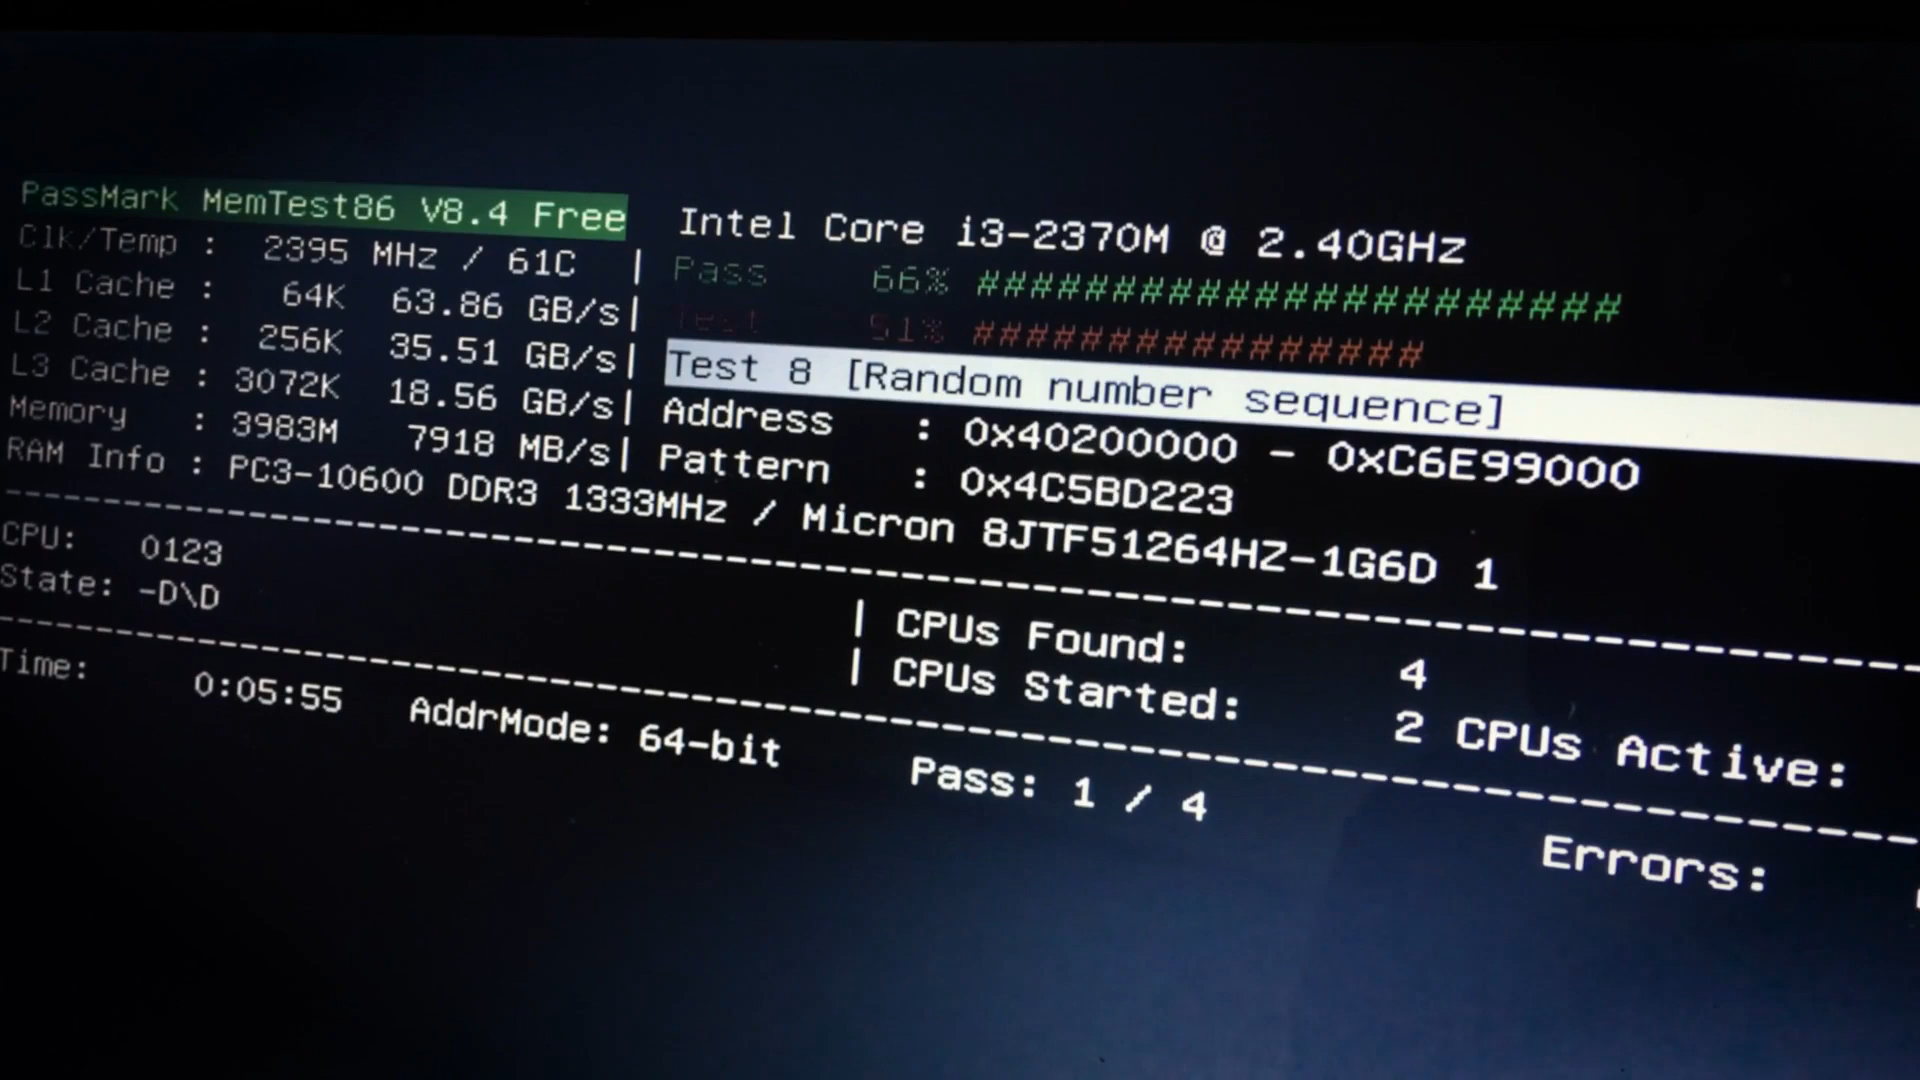 PassMark MemTest86 V8.4 Free
Intel Core i3-2370M @ 2.40GHz
Clk/Temp : 2395 MHz / 61C | Pass 66% ########################
L1 Cache : 64K 63.86 GB/s | Test 51% #################
L2 Cache : 256K 35.51 GB/s | Test 8 [Random number sequence]
L3 Cache : 3072K 18.56 GB/s | Address : 0x40200000 - 0xC6E99000
Memory : 3983M 7918 MB/s | Pattern : 0x4C5BD223
RAM Info : PC3-10600 DDR3 1333MHz / Micron 8JTF51264HZ-1G6D 1
CPU: 0123 | CPUs Found: 4
State: -D\D | CPUs Started: 2 CPUs Active:
Time: 0:05:55 AddrMode: 64-bit Pass: 1 / 4 Errors: